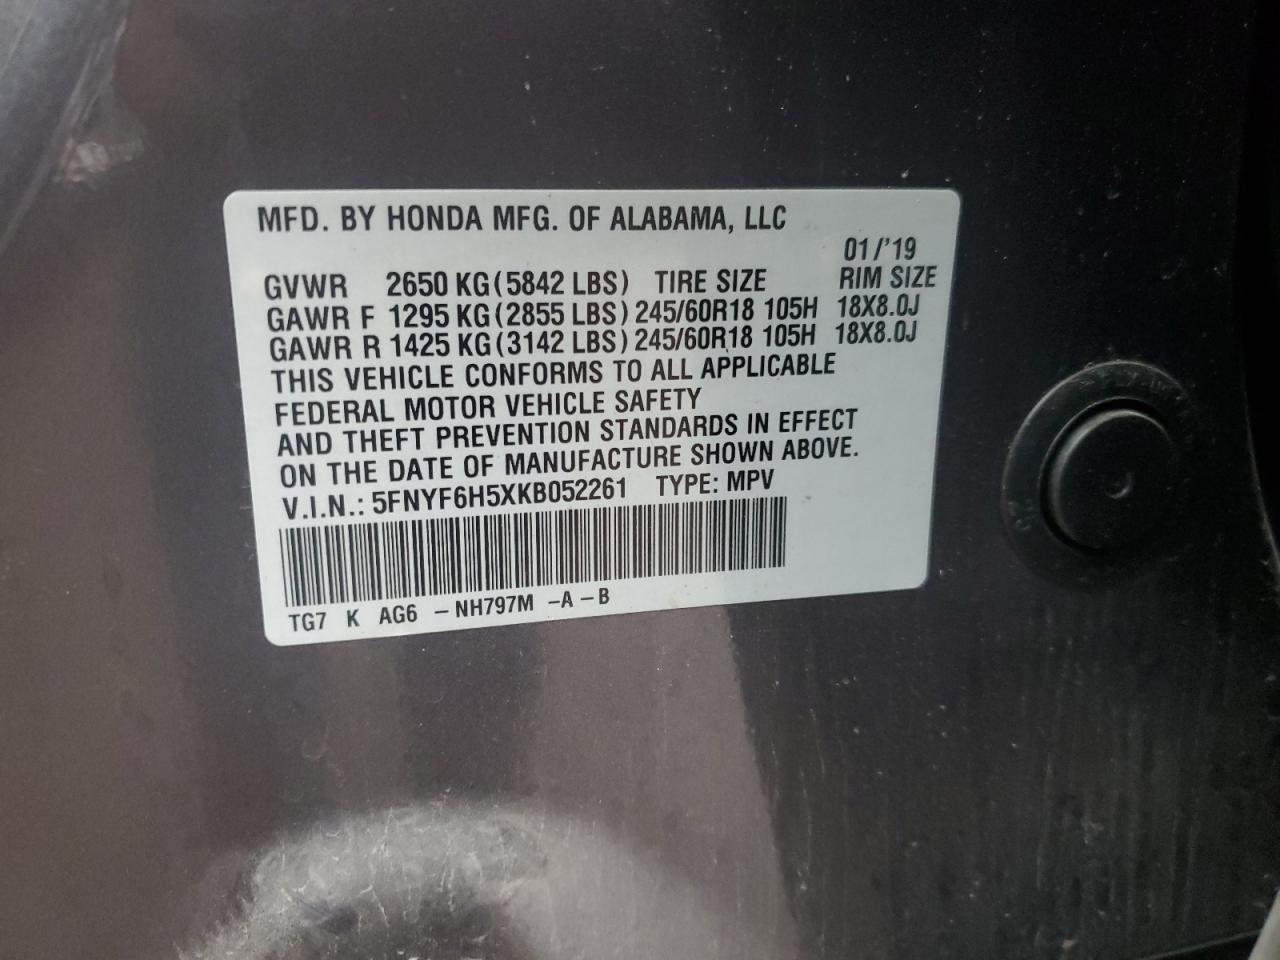 MFD. BY HONDA MFG. OF ALABAMA, LLC
01/'19
GVWR 2650 KG (5842 LBS) TIRE SIZE RIM SIZE
GAWR F 1295 KG (2855 LBS) 245/60R18 105H 18X8.0J
GAWR R 1425 KG (3142 LBS) 245/60R18 105H 18X8.0J
THIS VEHICLE CONFORMS TO ALL APPLICABLE
FEDERAL MOTOR VEHICLE SAFETY
AND THEFT PREVENTION STANDARDS IN EFFECT
ON THE DATE OF MANUFACTURE SHOWN ABOVE.
V.I.N.: 5FNYF6H5XKB052261 TYPE: MPV
TG7 K AG6 – NH797M – A – B